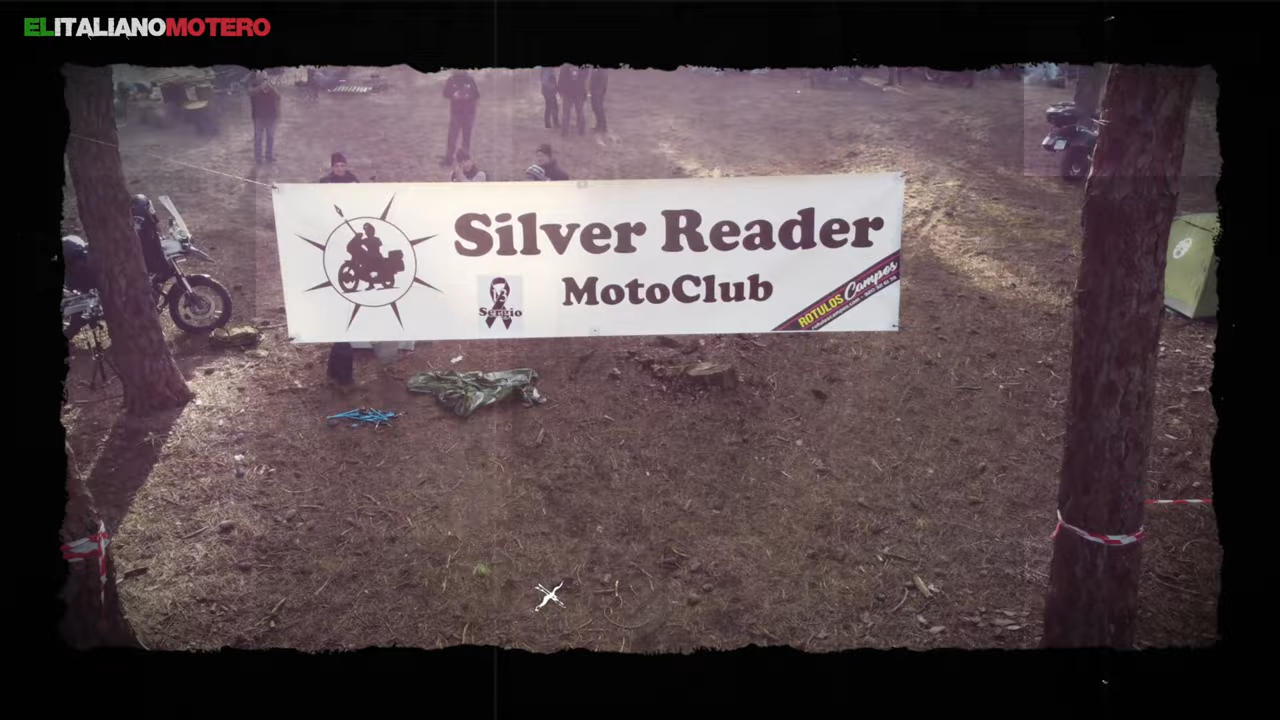 ELITALIANOMOTERO
Silver Reader
MotoClub
Sergio
ROTULOS Campos